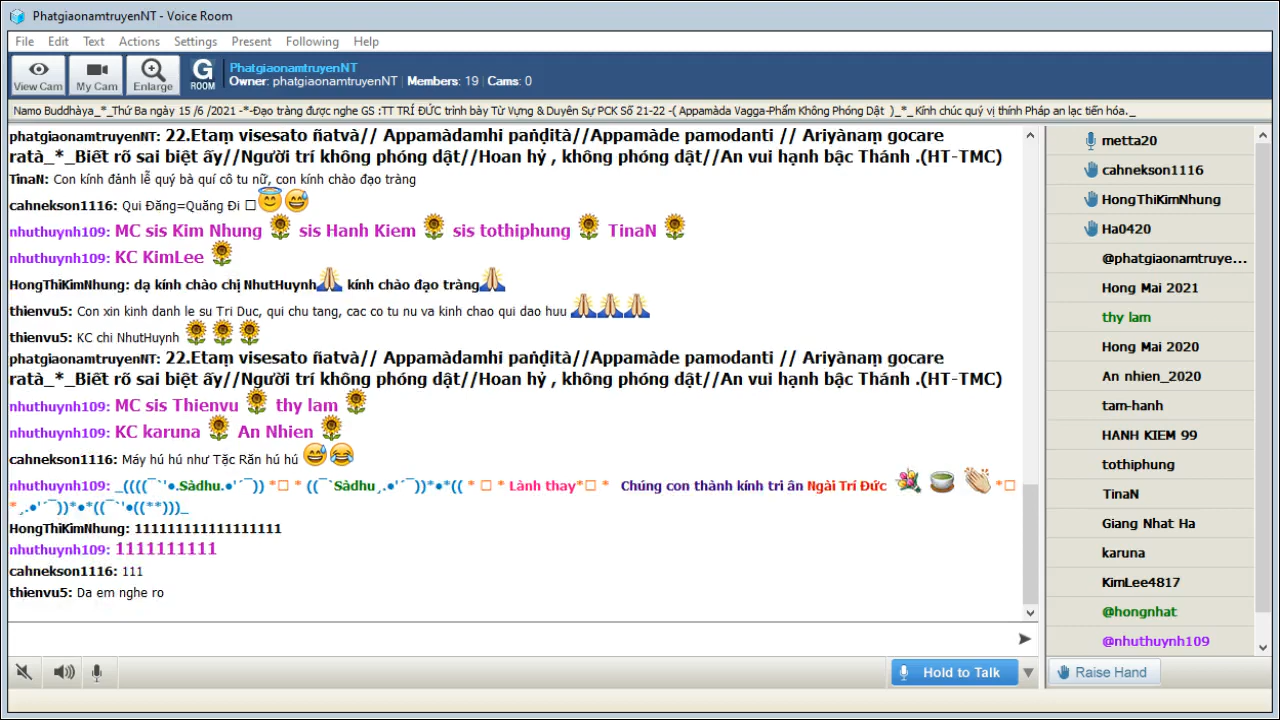 PhatgiaonamtruyenNT - Voice Room
File Edit Text Actions Settings Present Following Help
View Cam
My Cam
Enlarge
G
ROOM
PhatgiaonamtruyenNT
Owner: phatgiaonamtruyenNT Members: 19 Cams: 0
Namo Buddhàya_*_Thứ Ba ngày 15 /6 /2021 -*-Đạo tràng được nghe GS :TT TRÍ ĐỨC trình bày Từ Vựng & Duyên Sự PCK Số 21-22 -( Appamàda Vagga-Phẩm Không Phóng Dật )_*_ Kính chúc quý vị thính Pháp an lạc tiến hóa._
phatgiaonamtruyenNT: 22.Etaṃ visesato ñatvà// Appamàdamhi paṇḍità//Appamàde pamodanti // Ariyànaṃ gocare
ratà_*_Biết rõ sai biệt ấy//Người trí không phóng dật//Hoan hỷ , không phóng dật//An vui hạnh bậc Thánh .(HT-TMC)
TinaN: Con kính đảnh lễ quý bà quí cô tu nữ, con kính chào đạo tràng
cahnekson1116: Qui Đăng=Quăng Đi □😇😅
nhuthuynh109: MC sis Kim Nhung 🌻 sis Hanh Kiem 🌻 sis tothiphung 🌻 TinaN 🌻
nhuthuynh109: KC KimLee 🌻
HongThiKimNhung: dạ kính chào chị NhutHuynh🙏 kính chào đạo tràng🙏
thienvu5: Con xin kinh danh le su Tri Duc, qui chu tang, cac co tu nu va kinh chao qui dao huu 🙏🙏🙏
thienvu5: KC chi NhutHuynh 🌻🌻🌻
phatgiaonamtruyenNT: 22.Etaṃ visesato ñatvà// Appamàdamhi paṇḍità//Appamàde pamodanti // Ariyànaṃ gocare
ratà_*_Biết rõ sai biệt ấy//Người trí không phóng dật//Hoan hỷ , không phóng dật//An vui hạnh bậc Thánh .(HT-TMC)
nhuthuynh109: MC sis Thienvu 🌻 thy lam 🌻
nhuthuynh109: KC karuna 🌻 An Nhien 🌻
cahnekson1116: Máy hú hú như Tặc Răn hú hú 😅😂
nhuthuynh109: _((((¯`'•.Sàdhu.•'´¯)) *□ * ((¯`Sàdhu¸.•'´¯))*•*(( * □ * Lành thay*□ * Chúng con thành kính tri ân Ngài Trí Đức 💐 🍵 👏 *□
*¸.•'´¯))*•*((¯`'•((**)))_
HongThiKimNhung: 111111111111111111
nhuthuynh109: 1111111111
cahnekson1116: 111
thienvu5: Da em nghe ro
Hold to Talk
metta20
cahnekson1116
HongThiKimNhung
Ha0420
@phatgiaonamtruye...
Hong Mai 2021
thy lam
Hong Mai 2020
An nhien_2020
tam-hanh
HANH KIEM 99
tothiphung
TinaN
Giang Nhat Ha
karuna
KimLee4817
@hongnhat
@nhuthuynh109
Raise Hand